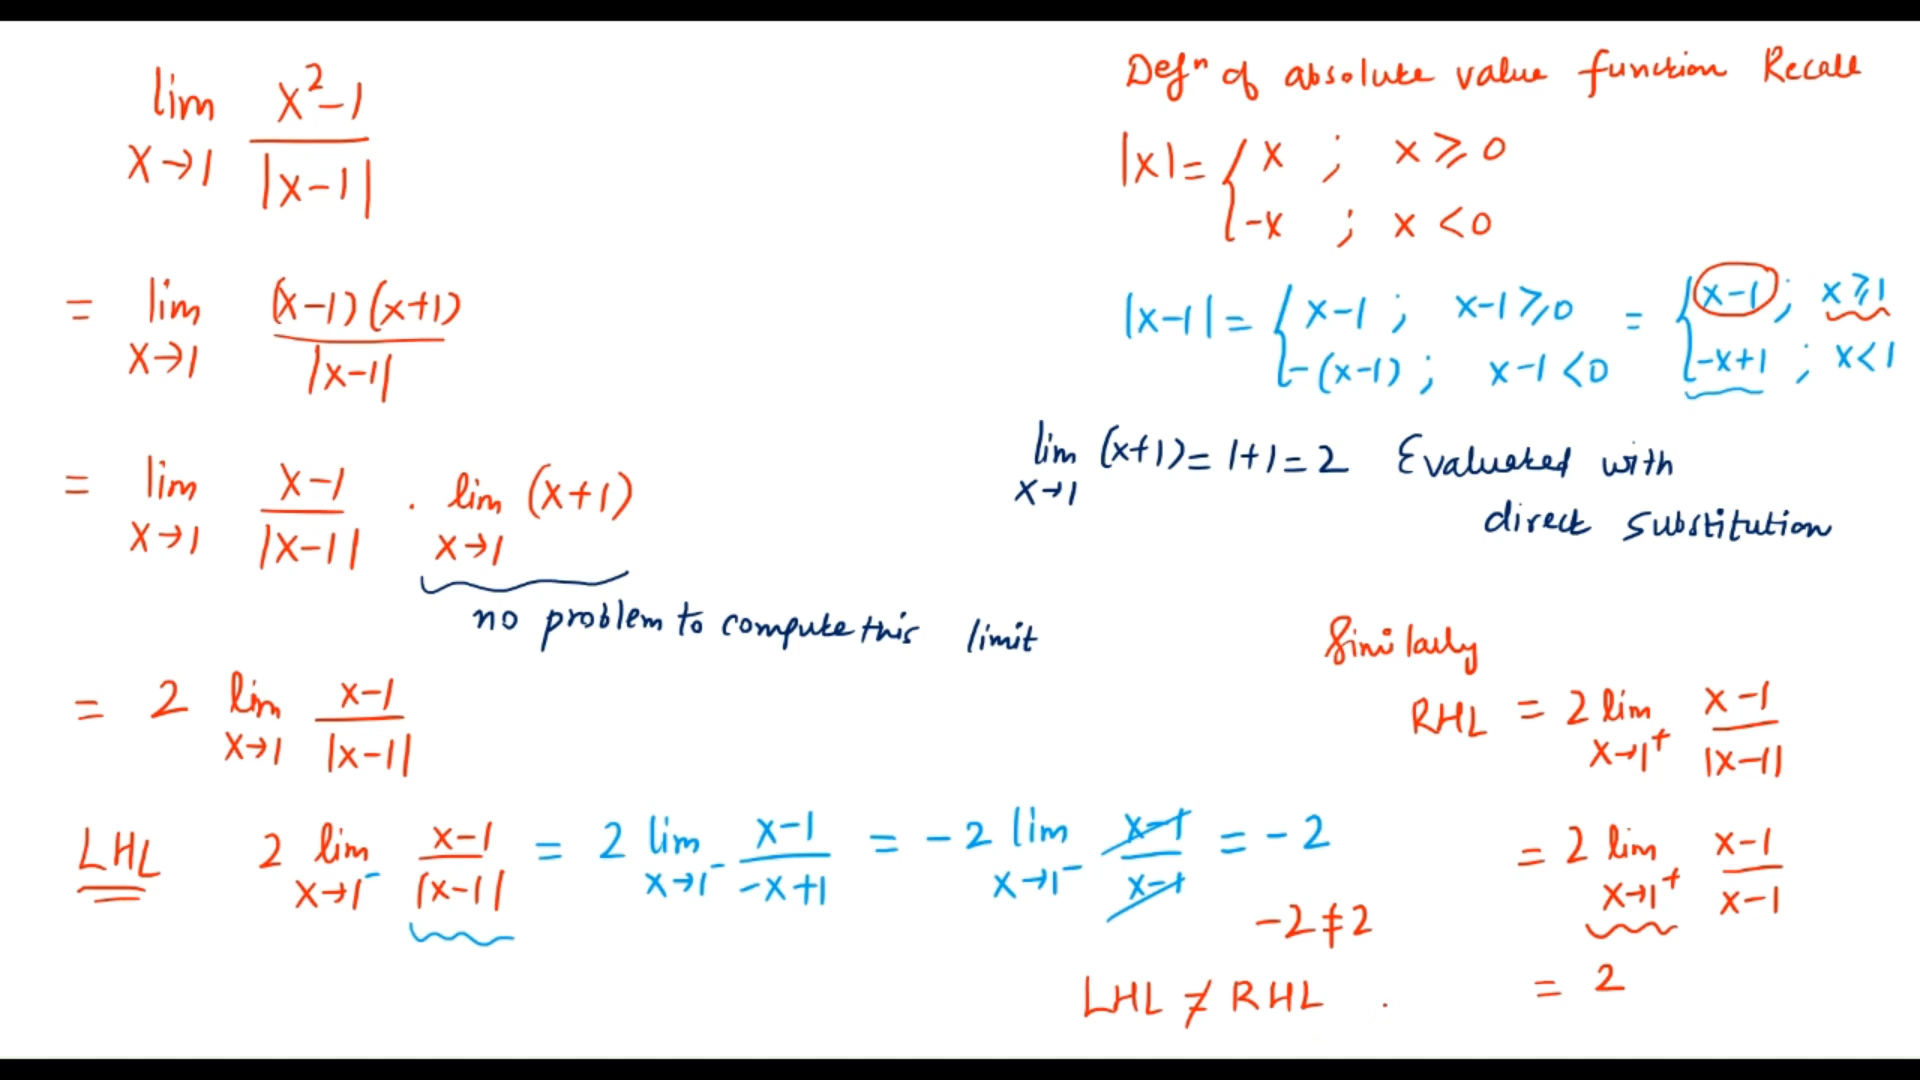 lim x→1 (x²-1)/|x-1|
= lim x→1 (x-1)(x+1)/|x-1|
= lim x→1 (x-1)/|x-1| . lim x→1 (x+1)
no problem to compute this limit
= 2 lim x→1 (x-1)/|x-1|
LHL 2 lim x→1⁻ (x-1)/|x-1| = 2 lim x→1⁻ (x-1)/(-x+1) = -2 lim x→1⁻ (x-1)/(x-1) = -2
Defⁿ of absolute value function Recall
|x| = { x ; x ≥ 0
-x ; x < 0
|x-1| = { x-1 ; x-1 ≥ 0 = { x-1 ; x ≥ 1
-(x-1) ; x-1 < 0 -x+1 ; x < 1
lim x→1 (x+1) = 1+1 = 2 Evaluated with
direct substitution
Similarly
RHL = 2 lim x→1⁺ (x-1)/|x-1|
= 2 lim x→1⁺ (x-1)/(x-1)
= 2
-2 ≠ 2
LHL ≠ RHL .